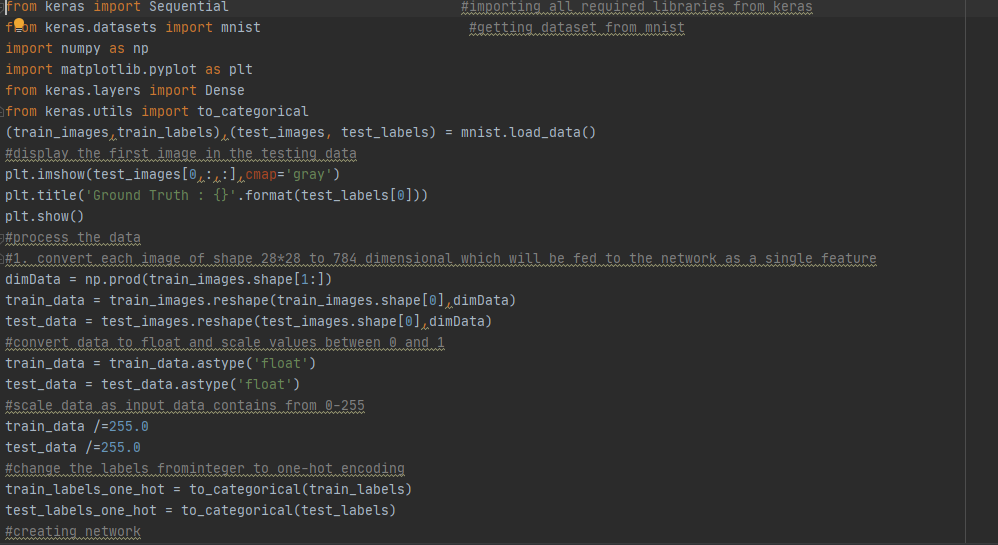 from keras import Sequential #importing all required libraries from keras
from keras.datasets import mnist #getting dataset from mnist
import numpy as np
import matplotlib.pyplot as plt
from keras.layers import Dense
from keras.utils import to_categorical
(train_images,train_labels),(test_images, test_labels) = mnist.load_data()
#display the first image in the testing data
plt.imshow(test_images[0,:,:],cmap='gray')
plt.title('Ground Truth : {}'.format(test_labels[0]))
plt.show()
#process the data
#1. convert each image of shape 28*28 to 784 dimensional which will be fed to the network as a single feature
dimData = np.prod(train_images.shape[1:])
train_data = train_images.reshape(train_images.shape[0],dimData)
test_data = test_images.reshape(test_images.shape[0],dimData)
#convert data to float and scale values between 0 and 1
train_data = train_data.astype('float')
test_data = test_data.astype('float')
#scale data as input data contains from 0-255
train_data /=255.0
test_data /=255.0
#change the labels frominteger to one-hot encoding
train_labels_one_hot = to_categorical(train_labels)
test_labels_one_hot = to_categorical(test_labels)
#creating network